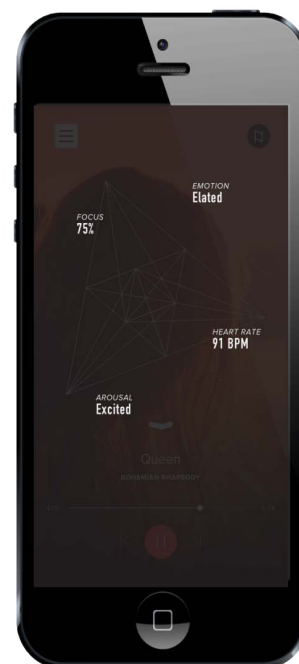 EMOTION
Elated
FOCUS
75%
HEART RATE
91 BPM
AROUSAL
Excited
Queen
BOHEMIAN RHAPSODY